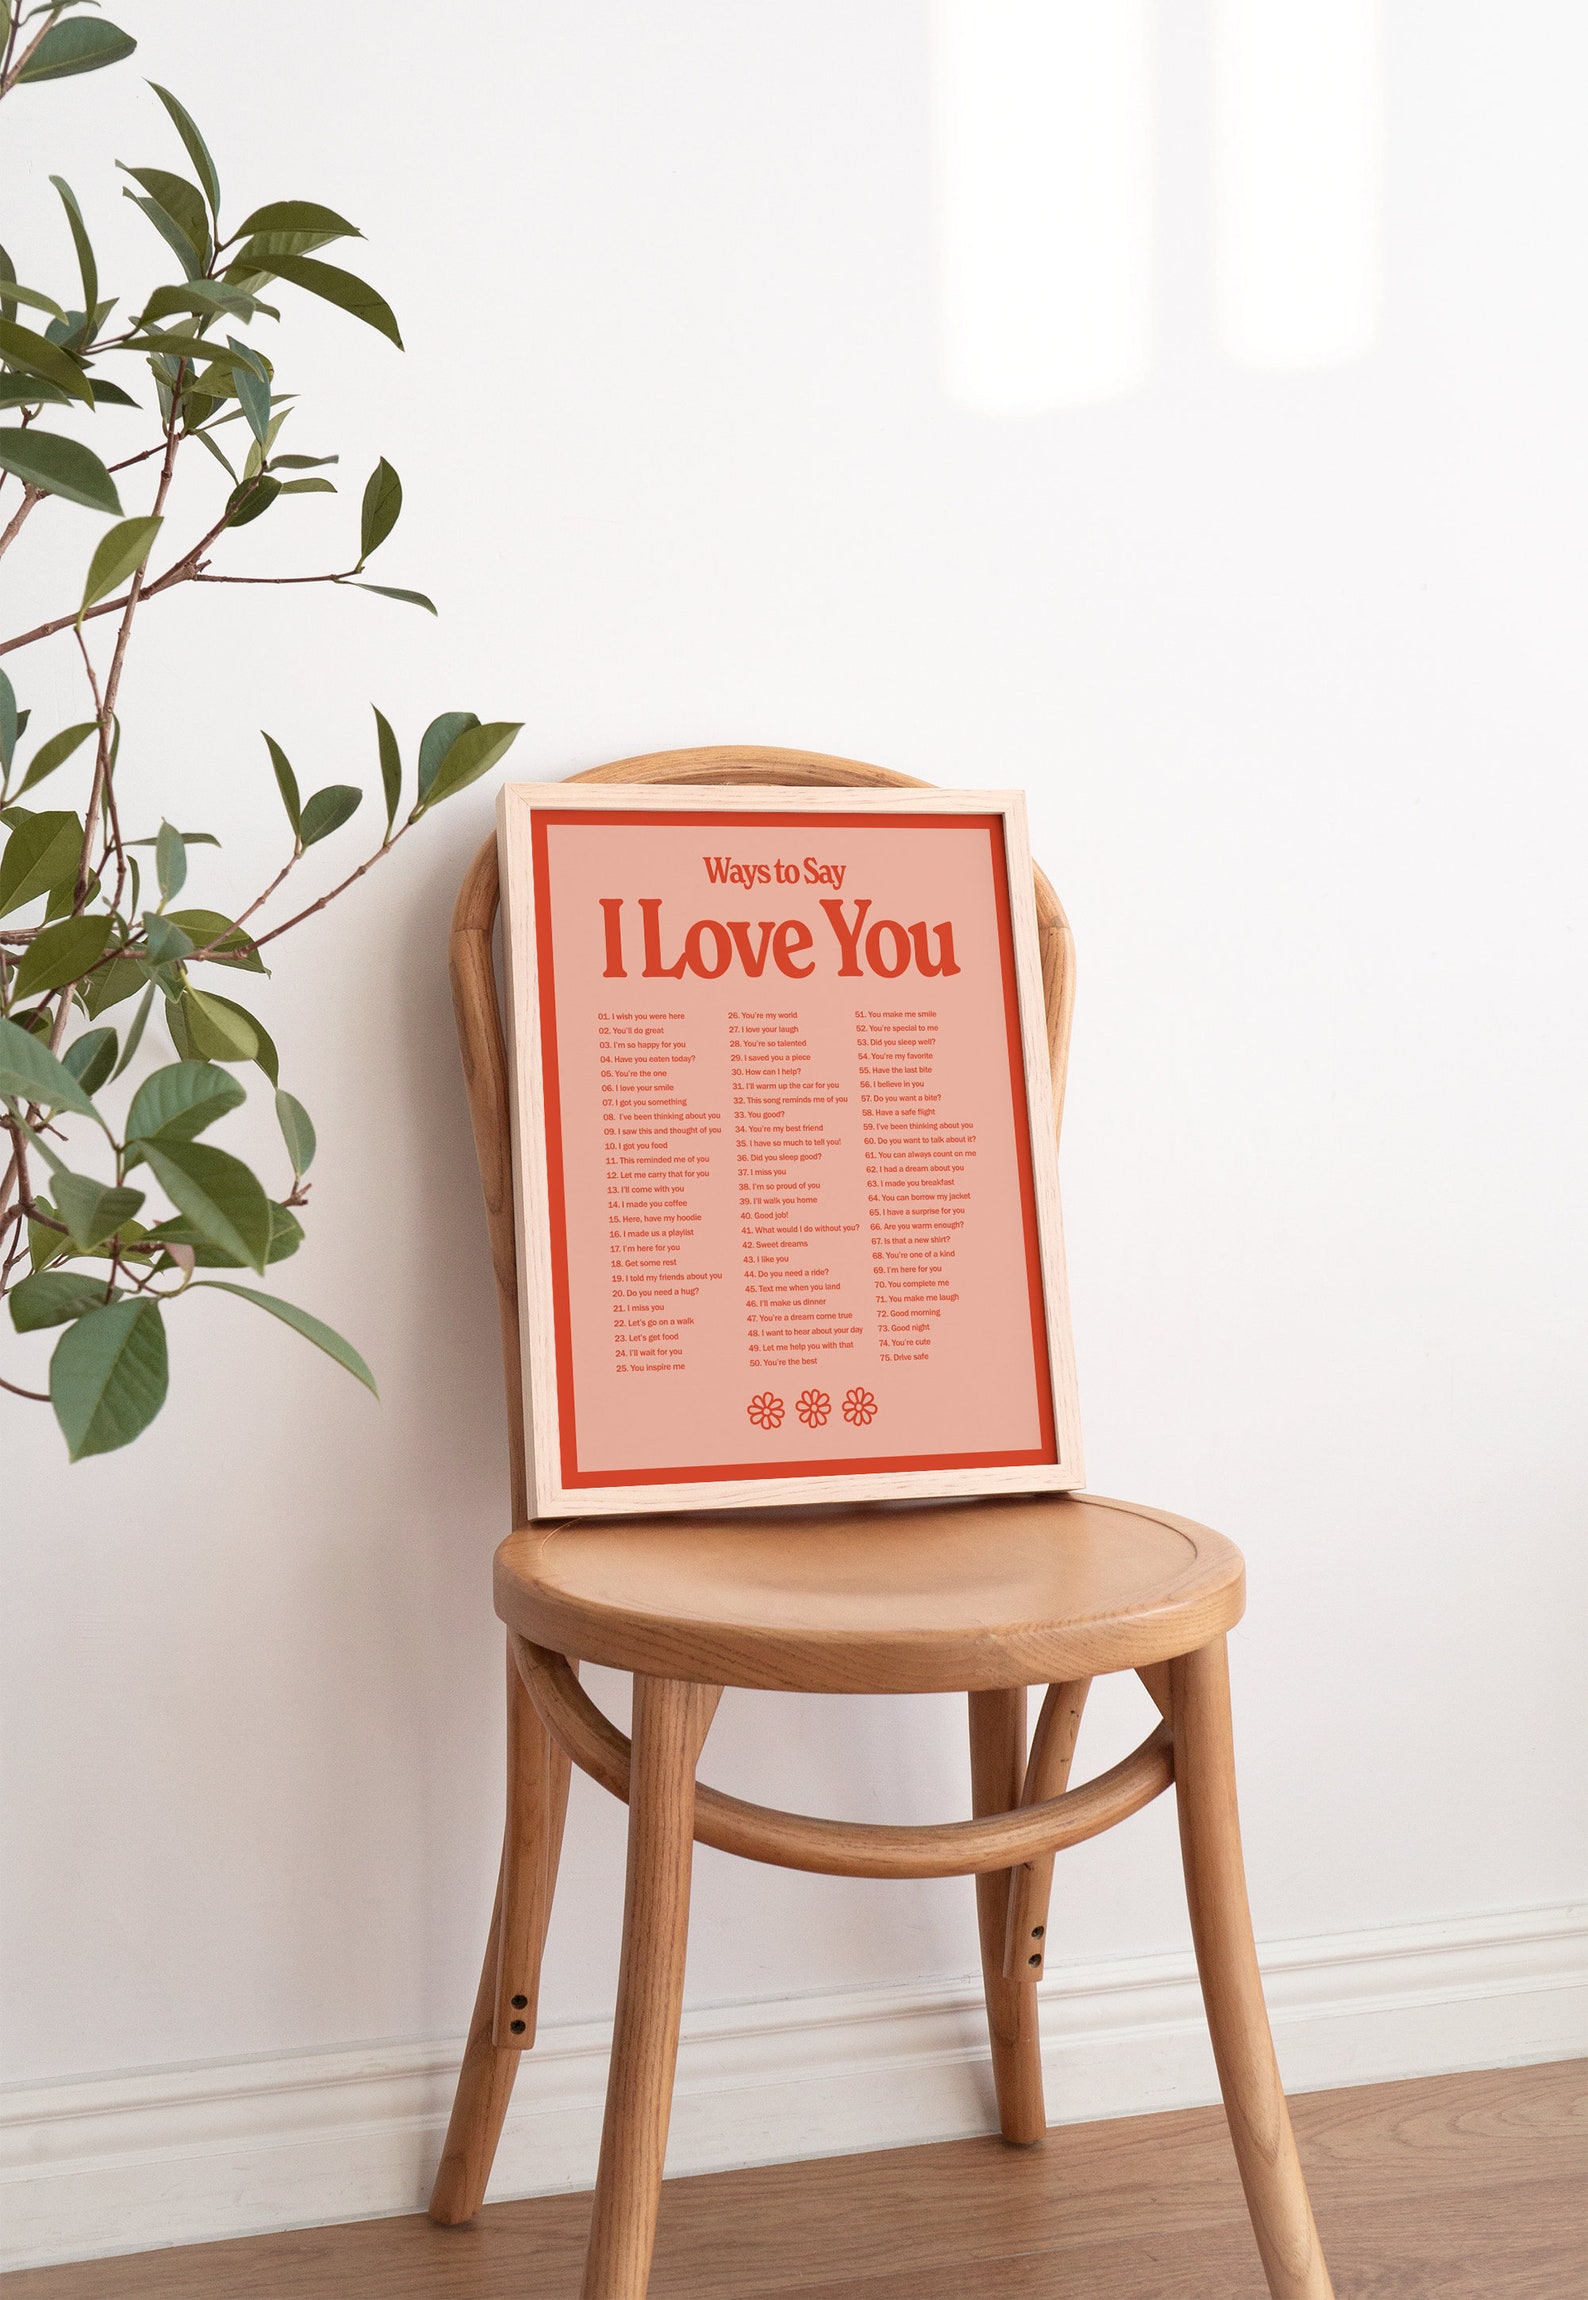 Ways to Say
I Love You
01. I wish you were here
02. You'll do great
03. I'm so happy for you
04. Have you eaten today?
05. You're the one
06. I love your smile
07. I got you something
08. I've been thinking about you
09. I saw this and thought of you
10. I got you food
11. This reminded me of you
12. Let me carry that for you
13. I'll come with you
14. I made you coffee
15. Here, have my hoodie
16. I made us a playlist
17. I'm here for you
18. Get some rest
19. I told my friends about you
20. Do you need a hug?
21. I miss you
22. Let's go on a walk
23. Let's get food
24. I'll wait for you
25. You inspire me
26. You're my world
27. I love your laugh
28. You're so talented
29. I saved you a piece
30. How can I help?
31. I'll warm up the car for you
32. This song reminds me of you
33. You good?
34. You're my best friend
35. I have so much to tell you!
36. Did you sleep good?
37. I miss you
38. I'm so proud of you
39. I'll walk you home
40. Good job!
41. What would I do without you?
42. Sweet dreams
43. I like you
44. Do you need a ride?
45. Text me when you land
46. I'll make us dinner
47. You're a dream come true
48. I want to hear about your day
49. Let me help you with that
50. You're the best
51. You make me smile
52. You're special to me
53. Did you sleep well?
54. You're my favorite
55. Have the last bite
56. I believe in you
57. Do you want a bite?
58. Have a safe flight
59. I've been thinking about you
60. Do you want to talk about it?
61. You can always count on me
62. I had a dream about you
63. I made you breakfast
64. You can borrow my jacket
65. I have a surprise for you
66. Are you warm enough?
67. Is that a new shirt?
68. You're one of a kind
69. I'm here for you
70. You complete me
71. You make me laugh
72. Good morning
73. Good night
74. You're cute
75. Drive safe